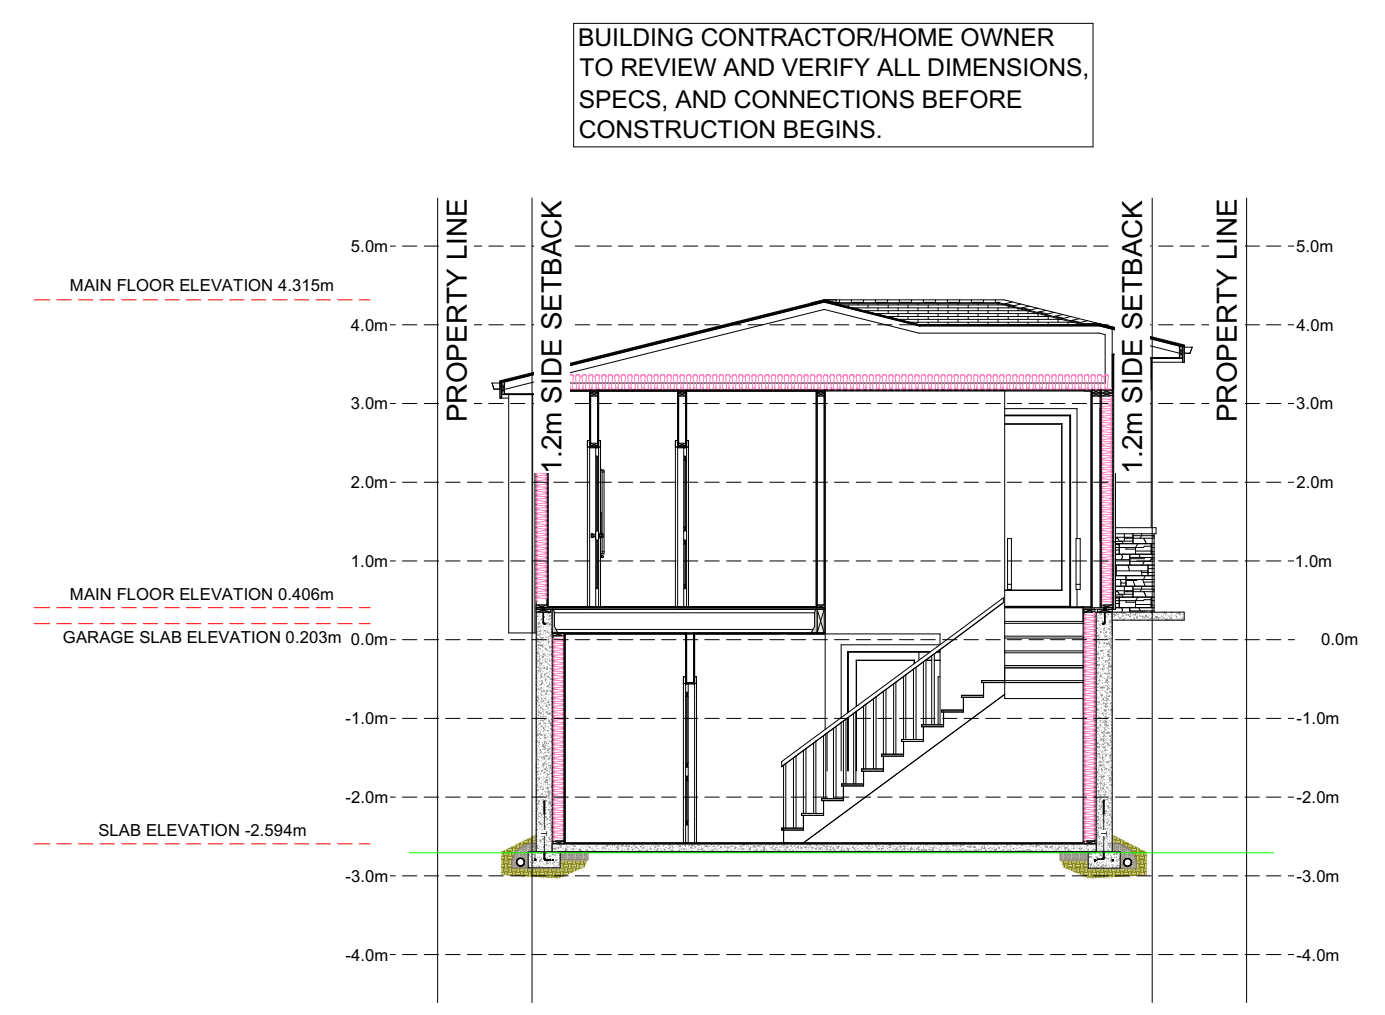 BUILDING CONTRACTOR/HOME OWNER
TO REVIEW AND VERIFY ALL DIMENSIONS,
SPECS, AND CONNECTIONS BEFORE
CONSTRUCTION BEGINS.
PROPERTY LINE
1.2m SIDE SETBACK
1.2m SIDE SETBACK
PROPERTY LINE
5.0m
5.0m
MAIN FLOOR ELEVATION 4.315m
4.0m
4.0m
3.0m
3.0m
2.0m
2.0m
1.0m
1.0m
MAIN FLOOR ELEVATION 0.406m
GARAGE SLAB ELEVATION 0.203m
0.0m
0.0m
-1.0m
-1.0m
-2.0m
-2.0m
SLAB ELEVATION -2.594m
-3.0m
-3.0m
-4.0m
-4.0m